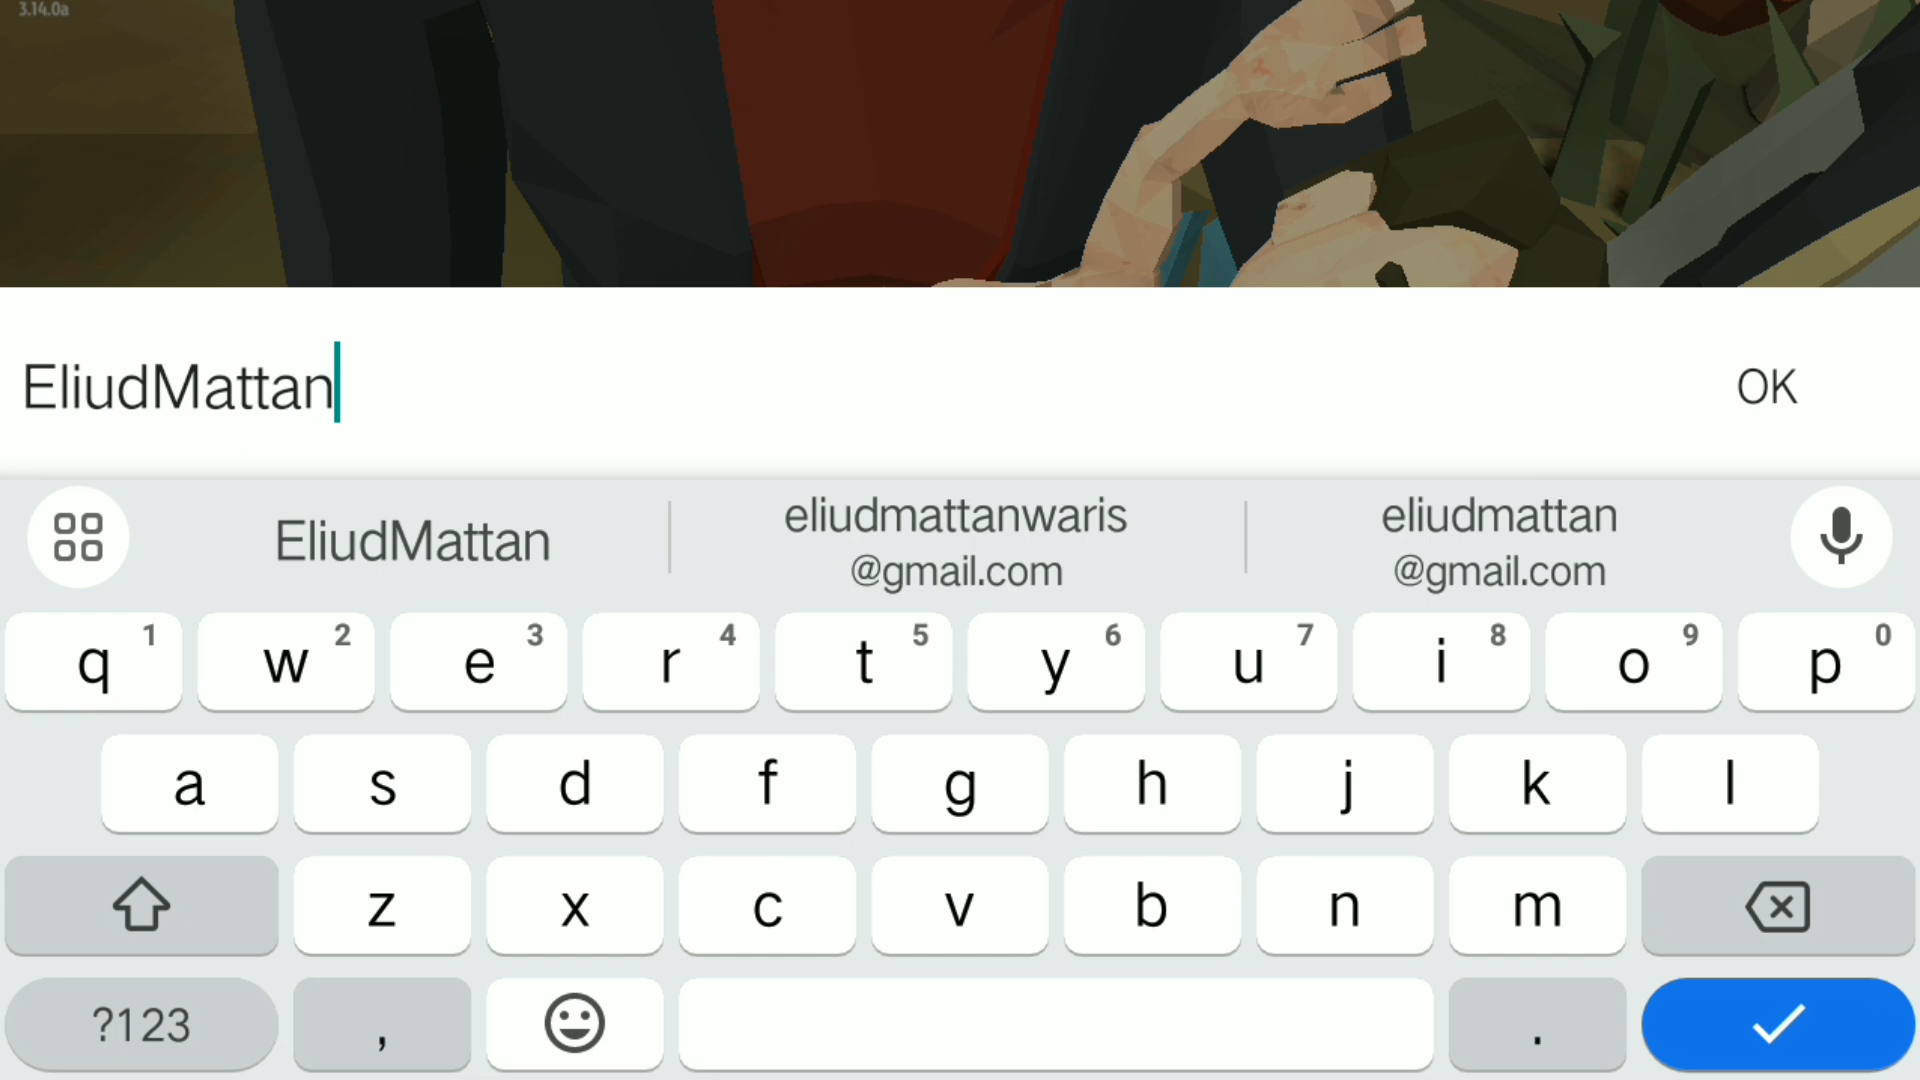 3.14.0a
EliudMattan
OK
EliudMattan
eliudmattanwaris
@gmail.com
eliudmattan
@gmail.com
q 1 w 2 e 3 r 4 t 5 y 6 u 7 i 8 o 9 p 0
a s d f g h j k l
z x c v b n m
?123 , .